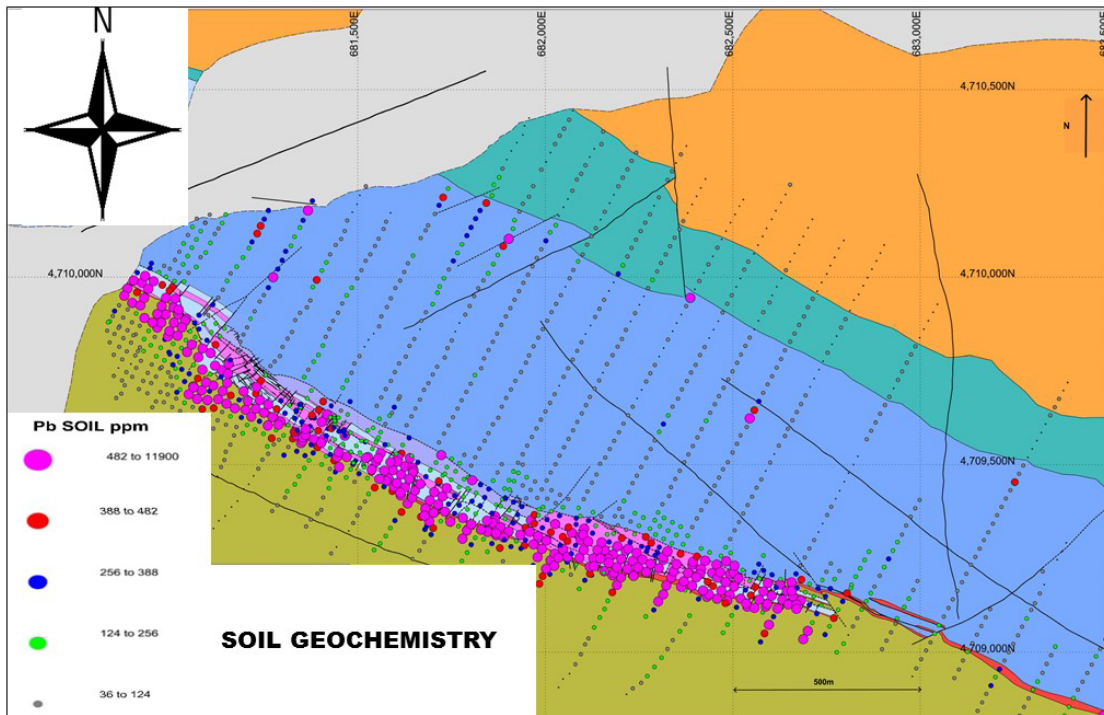 N
681,500E
682,000E
682,500E
683,000E
4,710,500N
N
4,710,000N
4,710,000N
4,709,500N
Pb SOIL ppm
482 to 11900
388 to 482
256 to 388
124 to 256
36 to 124
SOIL GEOCHEMISTRY
4,709,000N
500m